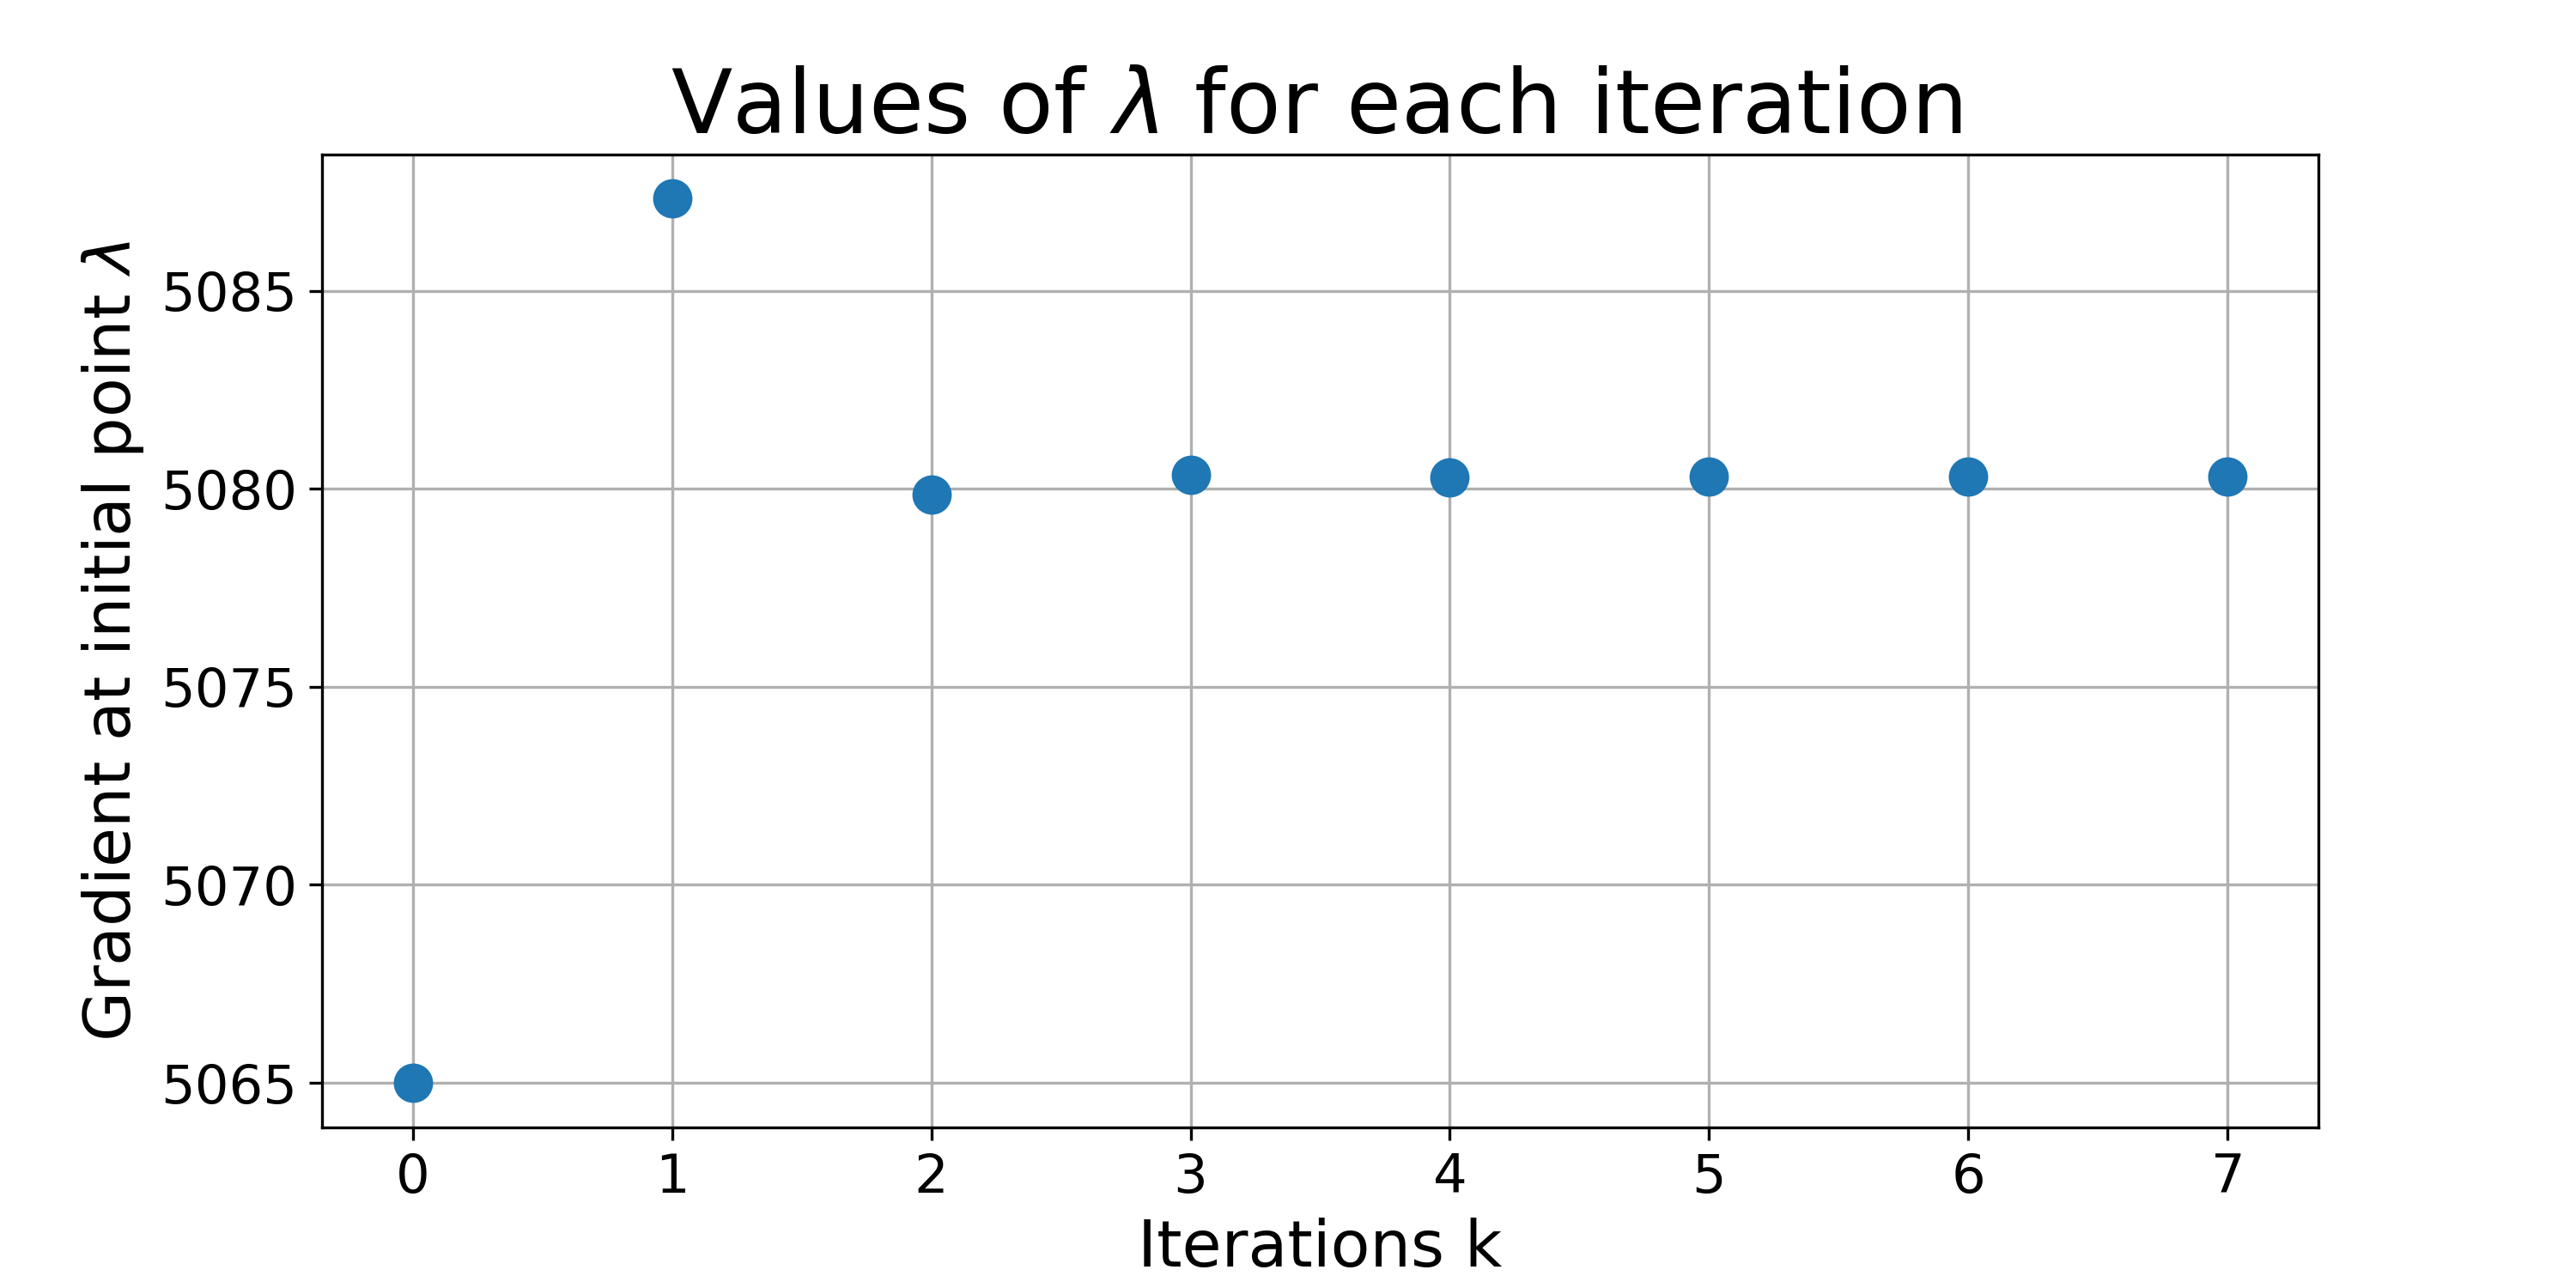 Values of λ for each iteration
Gradient at initial point λ
5085
5080
5075
5070
5065
0 1 2 3 4 5 6 7
Iterations k